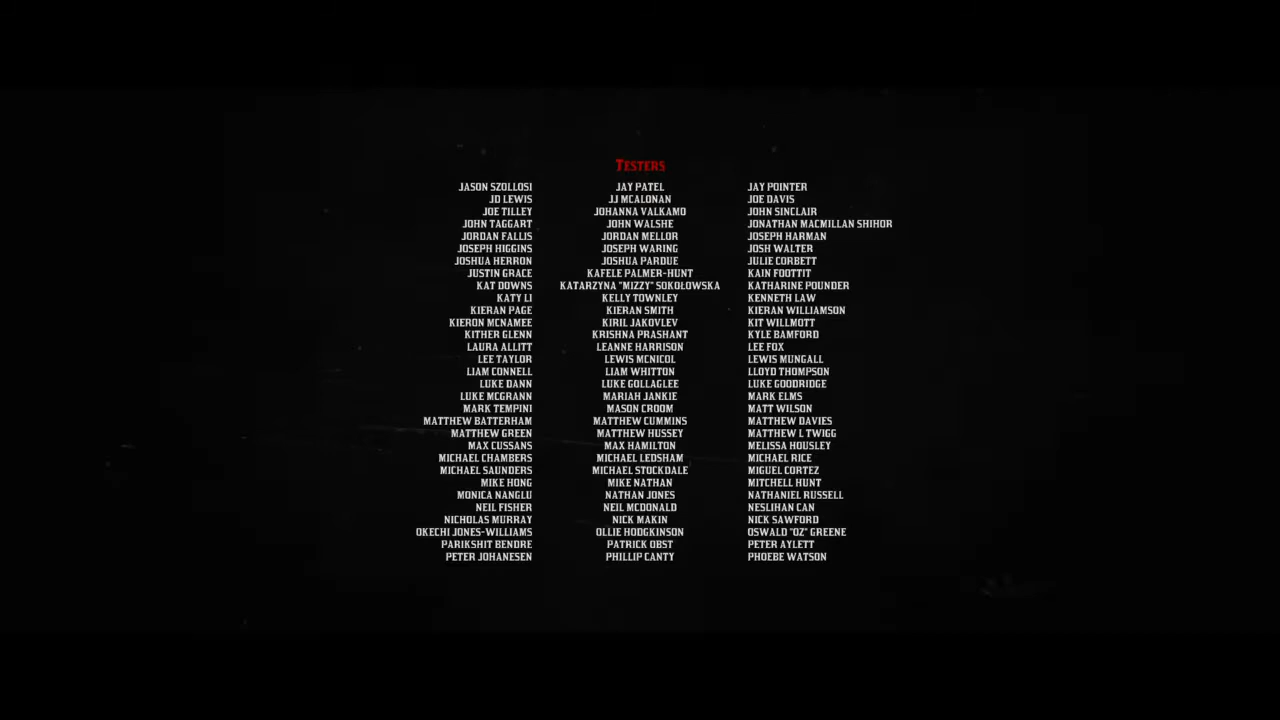 TESTERS
JASON SZOLLOSI JAY PATEL JAY POINTER
JD LEWIS JJ MCALONAN JOE DAVIS
JOE TILLEY JOHANNA VALKAMO JOHN SINCLAIR
JOHN TAGGART JOHN WALSHE JONATHAN MACMILLAN SHIHOR
JORDAN FALLIS JORDAN MELLOR JOSEPH HARMAN
JOSEPH HIGGINS JOSEPH WARING JOSH WALTER
JOSHUA HERRON JOSHUA PARDUE JULIE CORBETT
JUSTIN GRACE KAFELE PALMER-HUNT KAIN FOOTTIT
KAT DOWNS KATARZYNA "MIZZY" SOKOŁOWSKA KATHARINE POUNDER
KATY LI KELLY TOWNLEY KENNETH LAW
KIERAN PAGE KIERAN SMITH KIERAN WILLIAMSON
KIERON MCNAMEE KIRIL JAKOVLEV KIT WILLMOTT
KITHER GLENN KRISHNA PRASHANT KYLE BAMFORD
LAURA ALLITT LEANNE HARRISON LEE FOX
LEE TAYLOR LEWIS MCNICOL LEWIS MUNGALL
LIAM CONNELL LIAM WHITTON LLOYD THOMPSON
LUKE DANN LUKE GOLLAGLEE LUKE GOODRIDGE
LUKE MCGRANN MARIAH JANKIE MARK ELMS
MARK TEMPINI MASON CROOM MATT WILSON
MATTHEW BATTERHAM MATTHEW CUMMINS MATTHEW DAVIES
MATTHEW GREEN MATTHEW HUSSEY MATTHEW L TWIGG
MAX CUSSANS MAX HAMILTON MELISSA HOUSLEY
MICHAEL CHAMBERS MICHAEL LEDSHAM MICHAEL RICE
MICHAEL SAUNDERS MICHAEL STOCKDALE MIGUEL CORTEZ
MIKE HONG MIKE NATHAN MITCHELL HUNT
MONICA NANGLU NATHAN JONES NATHANIEL RUSSELL
NEIL FISHER NEIL MCDONALD NESLIHAN CAN
NICHOLAS MURRAY NICK MAKIN NICK SAWFORD
OKECHI JONES-WILLIAMS OLLIE HODGKINSON OSWALD "OZ" GREENE
PARIKSHIT BENDRE PATRICK OBST PETER AYLETT
PETER JOHANESEN PHILLIP CANTY PHOEBE WATSON